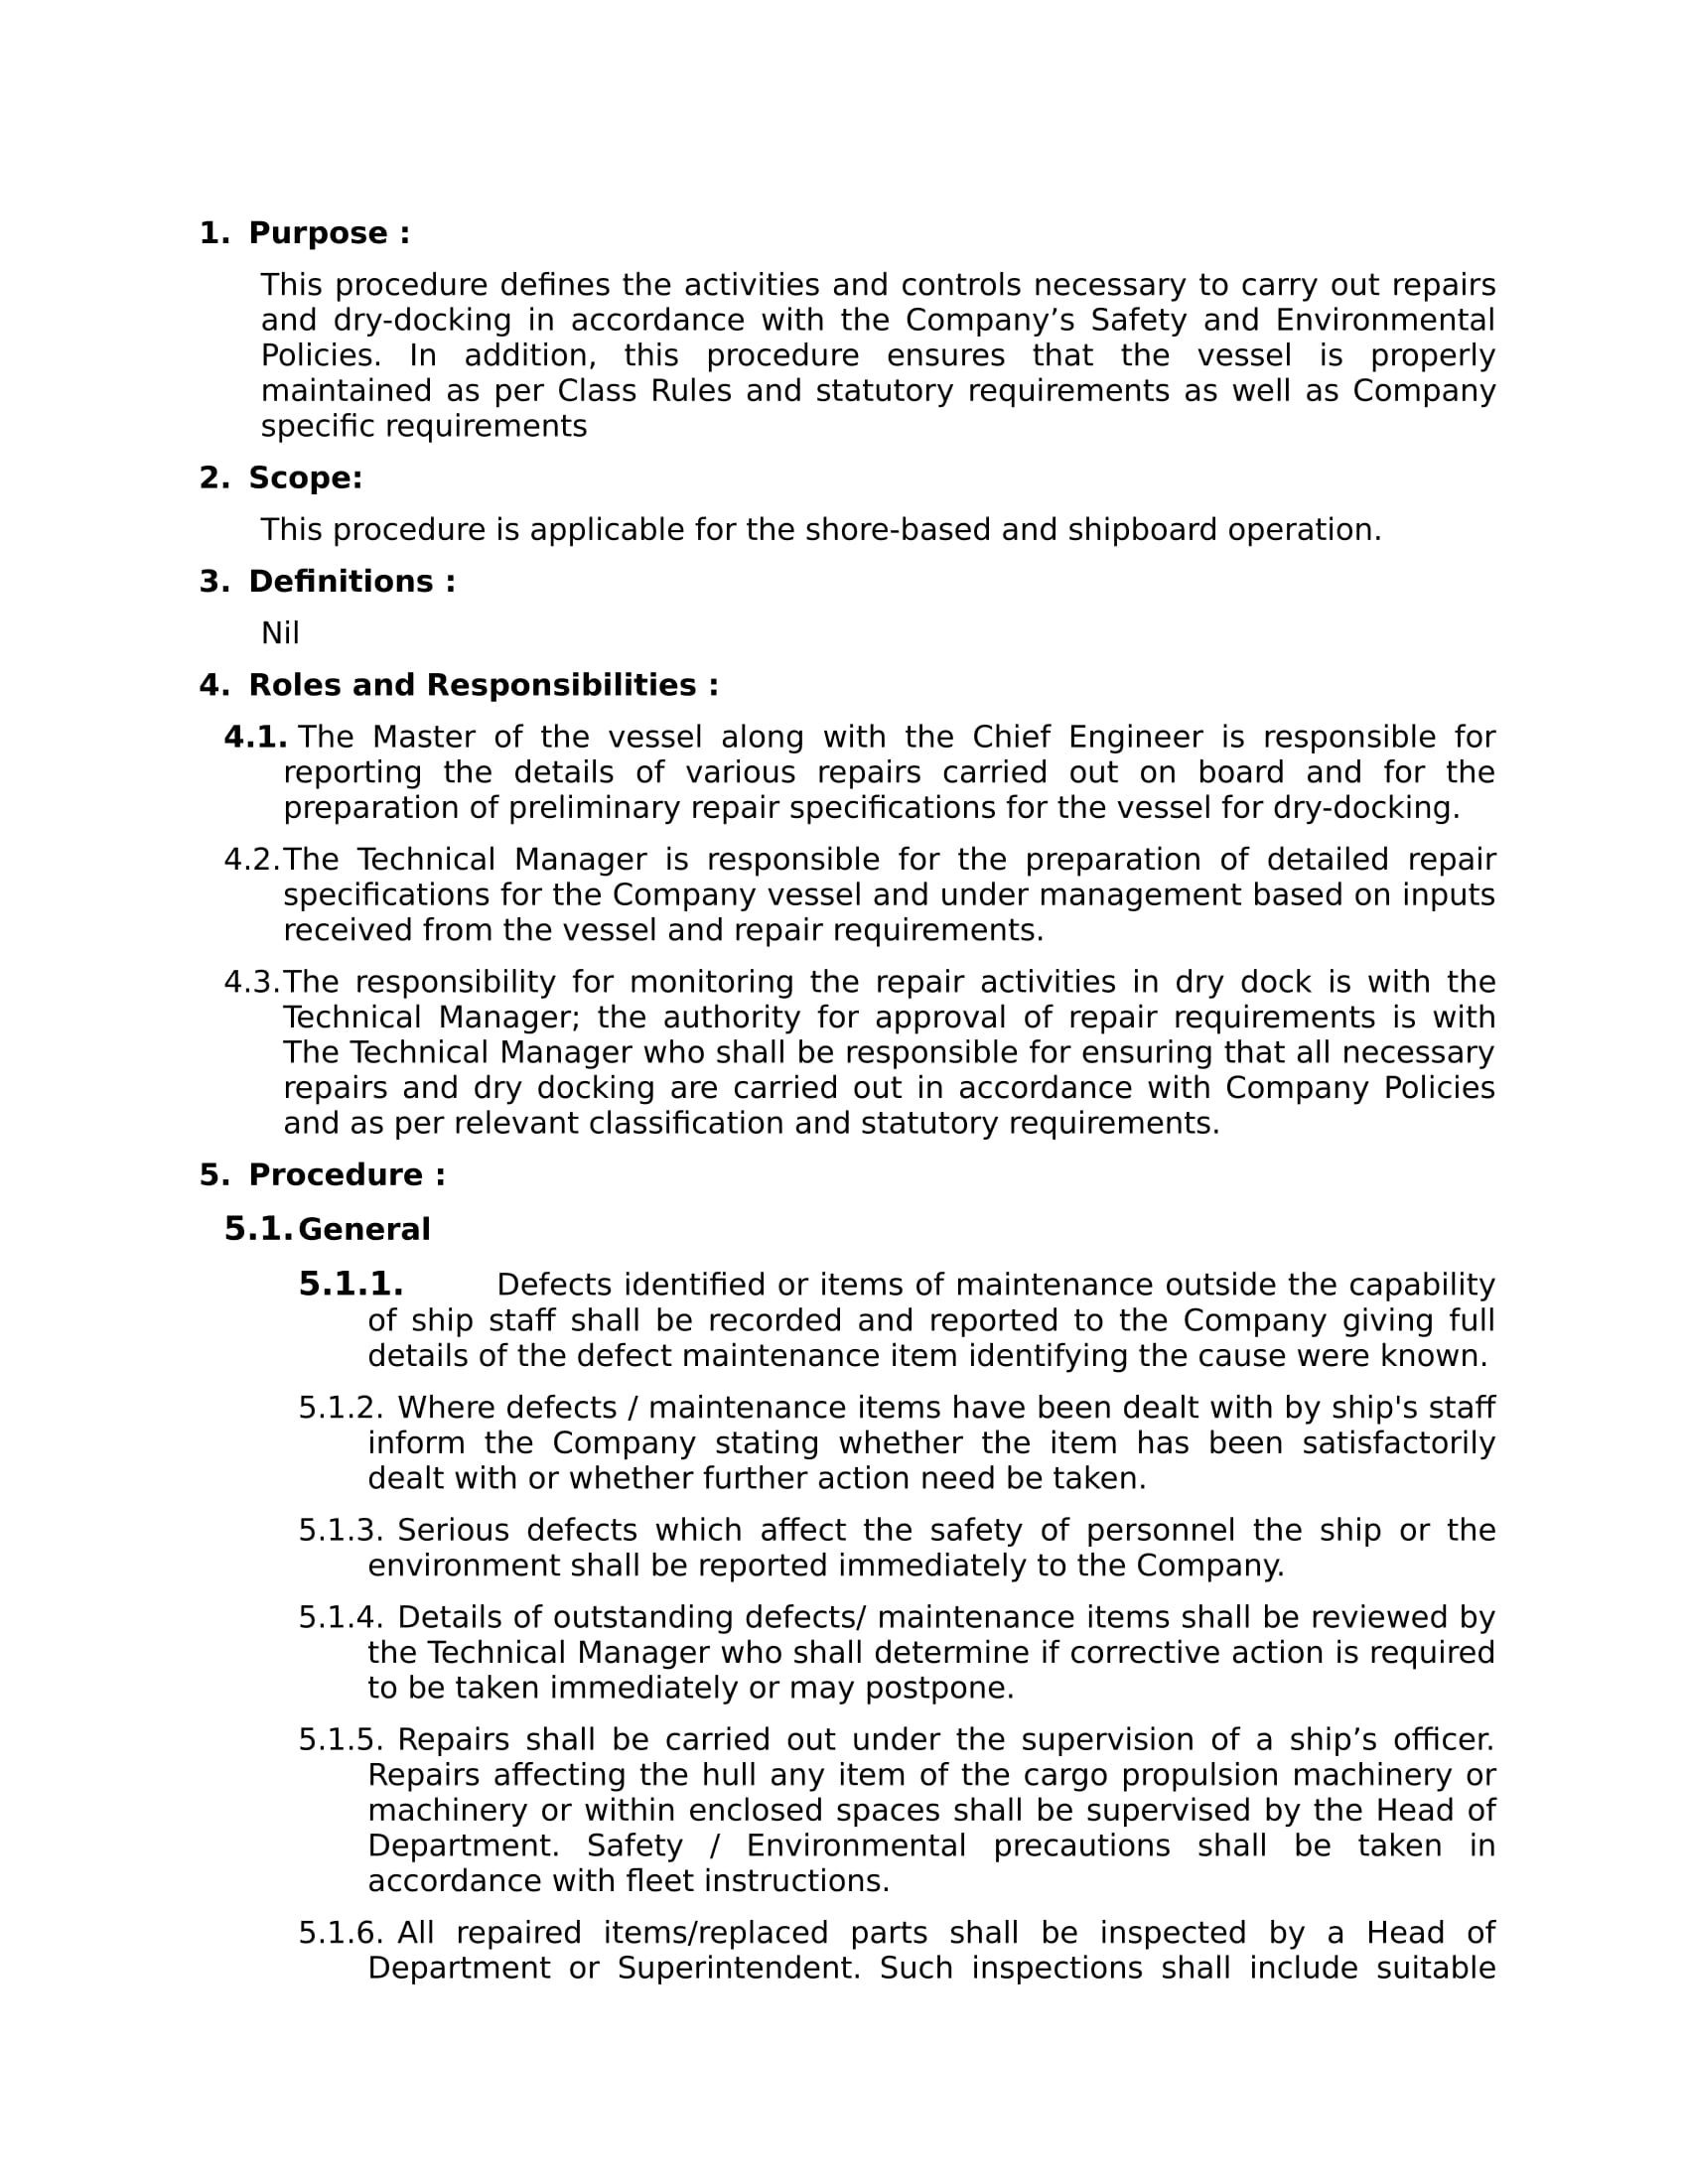 1. Purpose :
This procedure defines the activities and controls necessary to carry out repairs
and dry-docking in accordance with the Company’s Safety and Environmental
Policies. In addition, this procedure ensures that the vessel is properly
maintained as per Class Rules and statutory requirements as well as Company
specific requirements
2. Scope:
This procedure is applicable for the shore-based and shipboard operation.
3. Definitions :
Nil
4. Roles and Responsibilities :
4.1. The Master of the vessel along with the Chief Engineer is responsible for
reporting the details of various repairs carried out on board and for the
preparation of preliminary repair specifications for the vessel for dry-docking.
4.2.The Technical Manager is responsible for the preparation of detailed repair
specifications for the Company vessel and under management based on inputs
received from the vessel and repair requirements.
4.3.The responsibility for monitoring the repair activities in dry dock is with the
Technical Manager; the authority for approval of repair requirements is with
The Technical Manager who shall be responsible for ensuring that all necessary
repairs and dry docking are carried out in accordance with Company Policies
and as per relevant classification and statutory requirements.
5. Procedure :
5.1. General
5.1.1. Defects identified or items of maintenance outside the capability
of ship staff shall be recorded and reported to the Company giving full
details of the defect maintenance item identifying the cause were known.
5.1.2. Where defects / maintenance items have been dealt with by ship's staff
inform the Company stating whether the item has been satisfactorily
dealt with or whether further action need be taken.
5.1.3. Serious defects which affect the safety of personnel the ship or the
environment shall be reported immediately to the Company.
5.1.4. Details of outstanding defects/ maintenance items shall be reviewed by
the Technical Manager who shall determine if corrective action is required
to be taken immediately or may postpone.
5.1.5. Repairs shall be carried out under the supervision of a ship’s officer.
Repairs affecting the hull any item of the cargo propulsion machinery or
machinery or within enclosed spaces shall be supervised by the Head of
Department. Safety / Environmental precautions shall be taken in
accordance with fleet instructions.
5.1.6. All repaired items/replaced parts shall be inspected by a Head of
Department or Superintendent. Such inspections shall include suitable